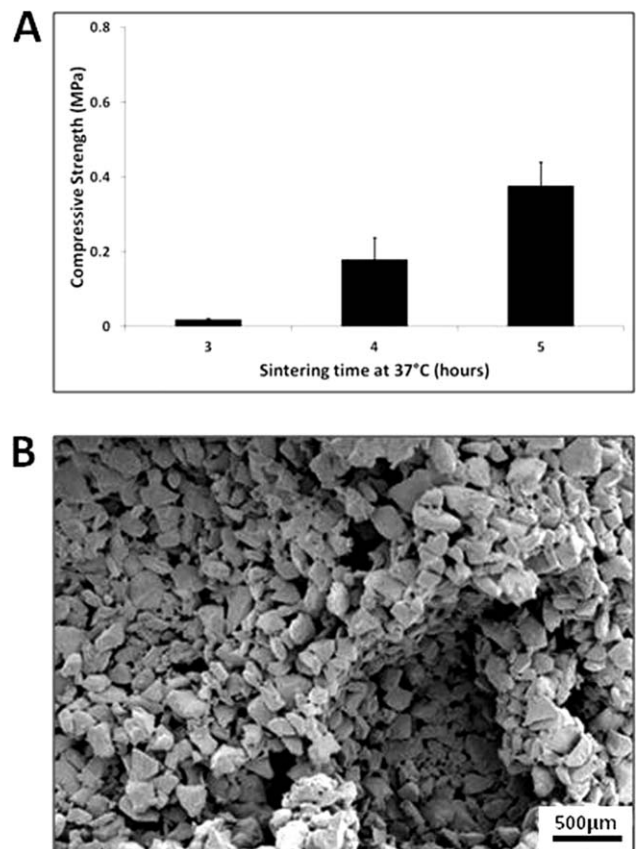 A
Compressive Strength (MPa)
0.8
0.6
0.4
0.2
0
3 4 5
Sintering time at 37°C (hours)
B
500μm